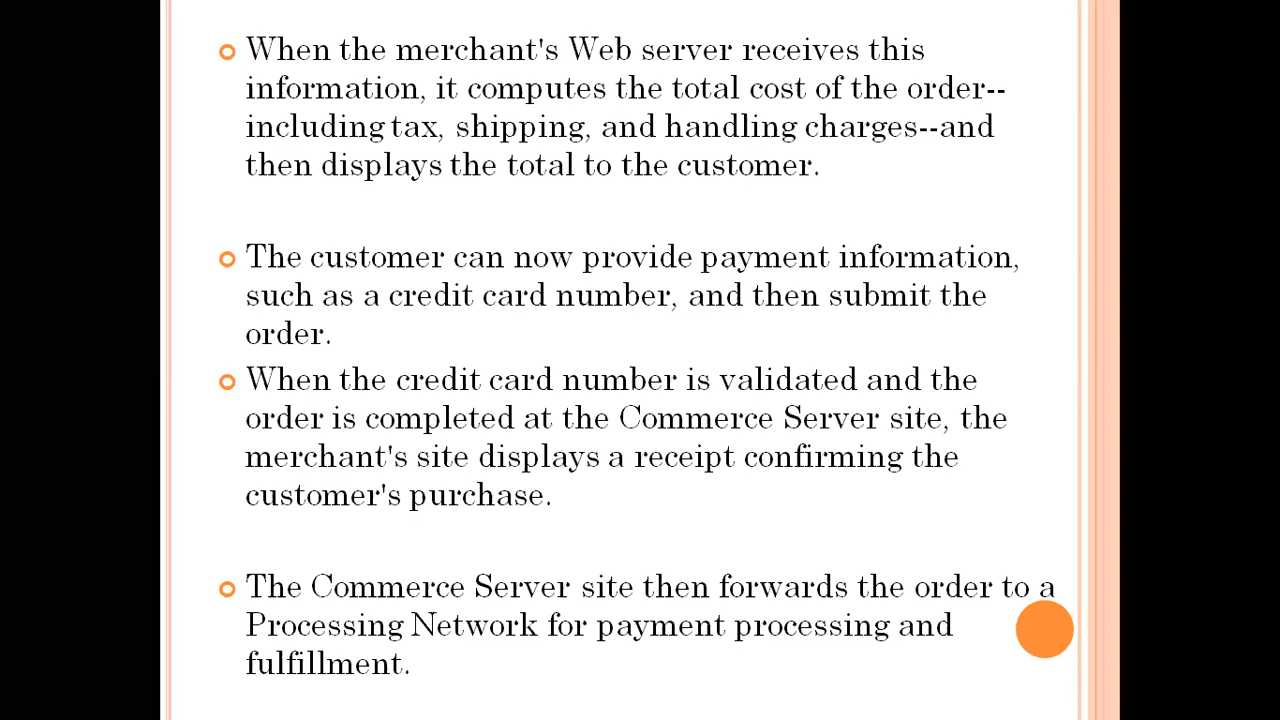 When the merchant's Web server receives this
information, it computes the total cost of the order--
including tax, shipping, and handling charges--and
then displays the total to the customer.
The customer can now provide payment information,
such as a credit card number, and then submit the
order.
When the credit card number is validated and the
order is completed at the Commerce Server site, the
merchant's site displays a receipt confirming the
customer's purchase.
The Commerce Server site then forwards the order to a
Processing Network for payment processing and
fulfillment.